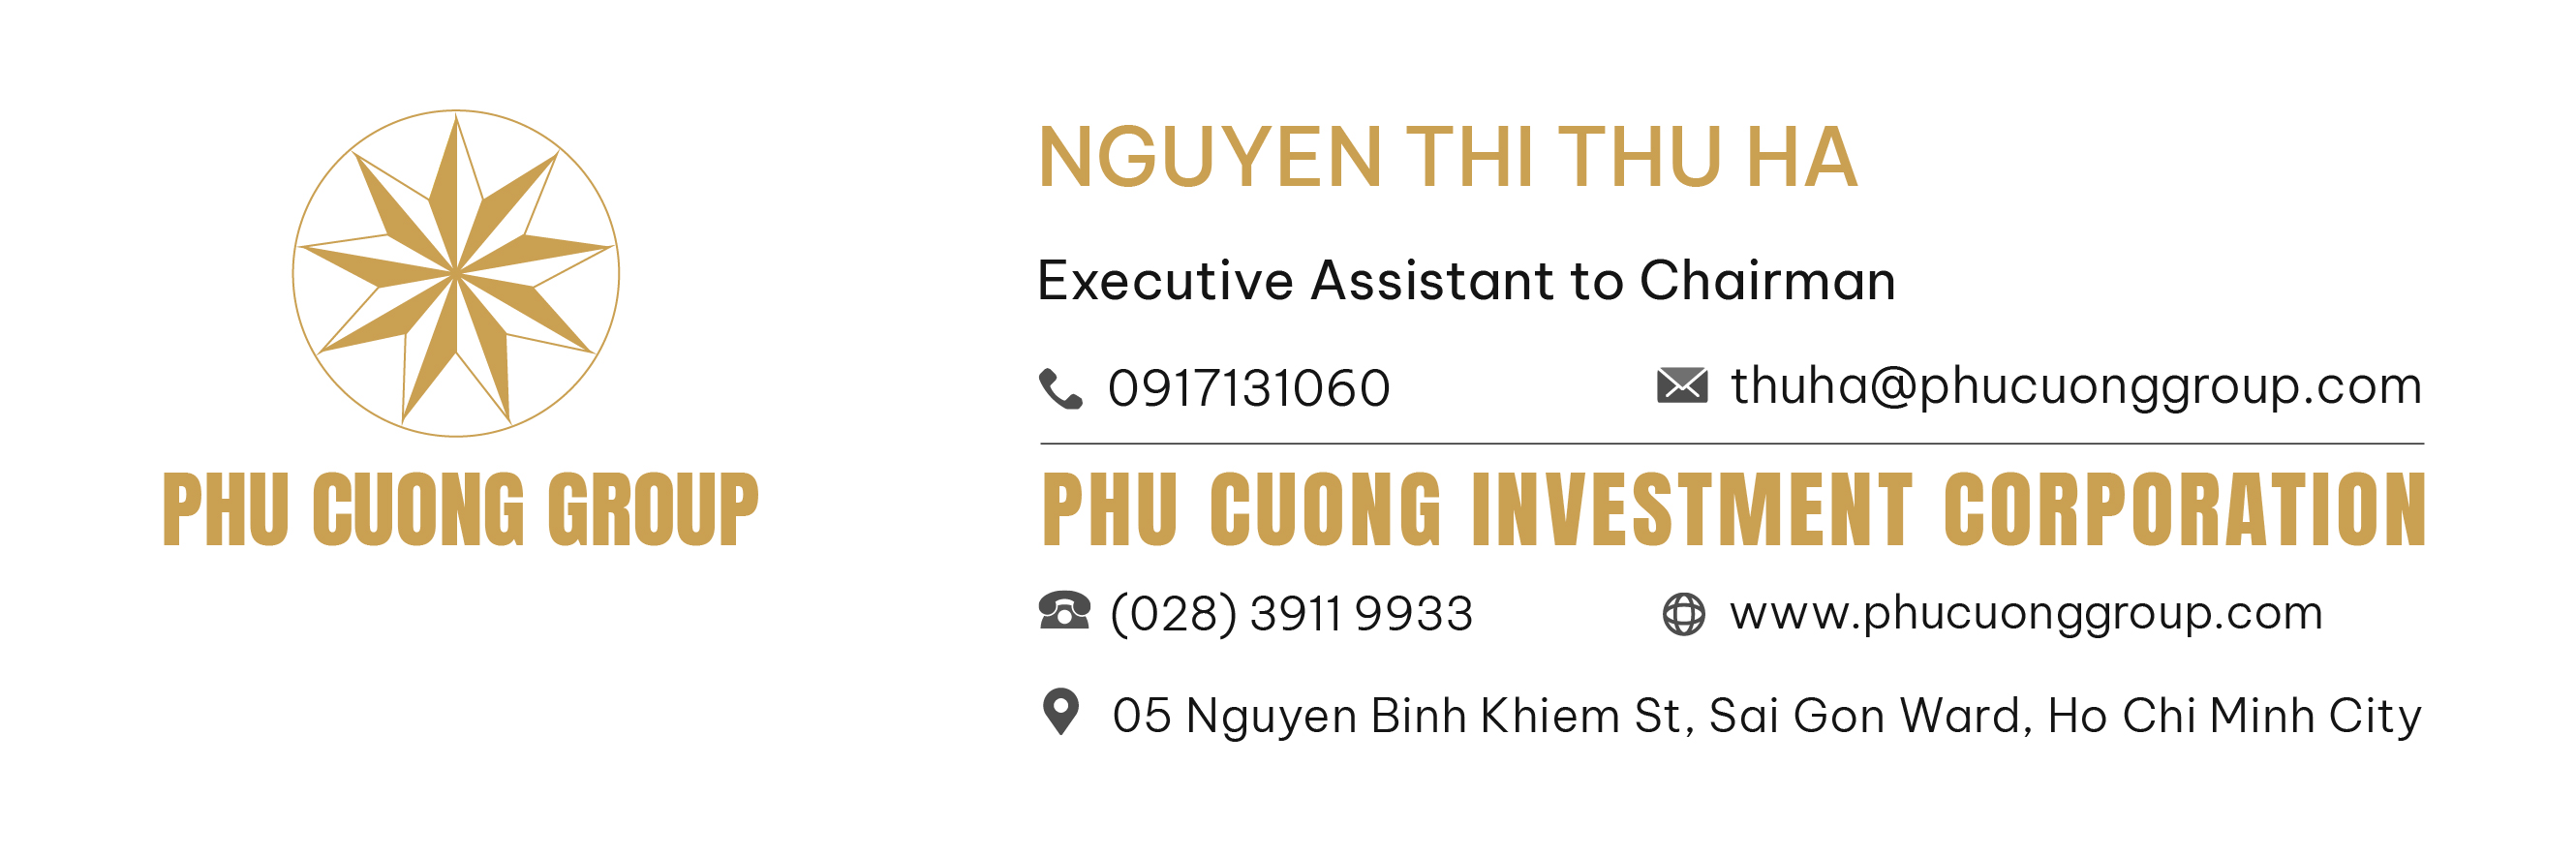 NGUYEN THI THU HA
Executive Assistant to Chairman
0917131060
thuha@phucuonggroup.com
PHU CUONG GROUP
PHU CUONG INVESTMENT CORPORATION
(028) 3911 9933
www.phucuonggroup.com
05 Nguyen Binh Khiem St, Sai Gon Ward, Ho Chi Minh City